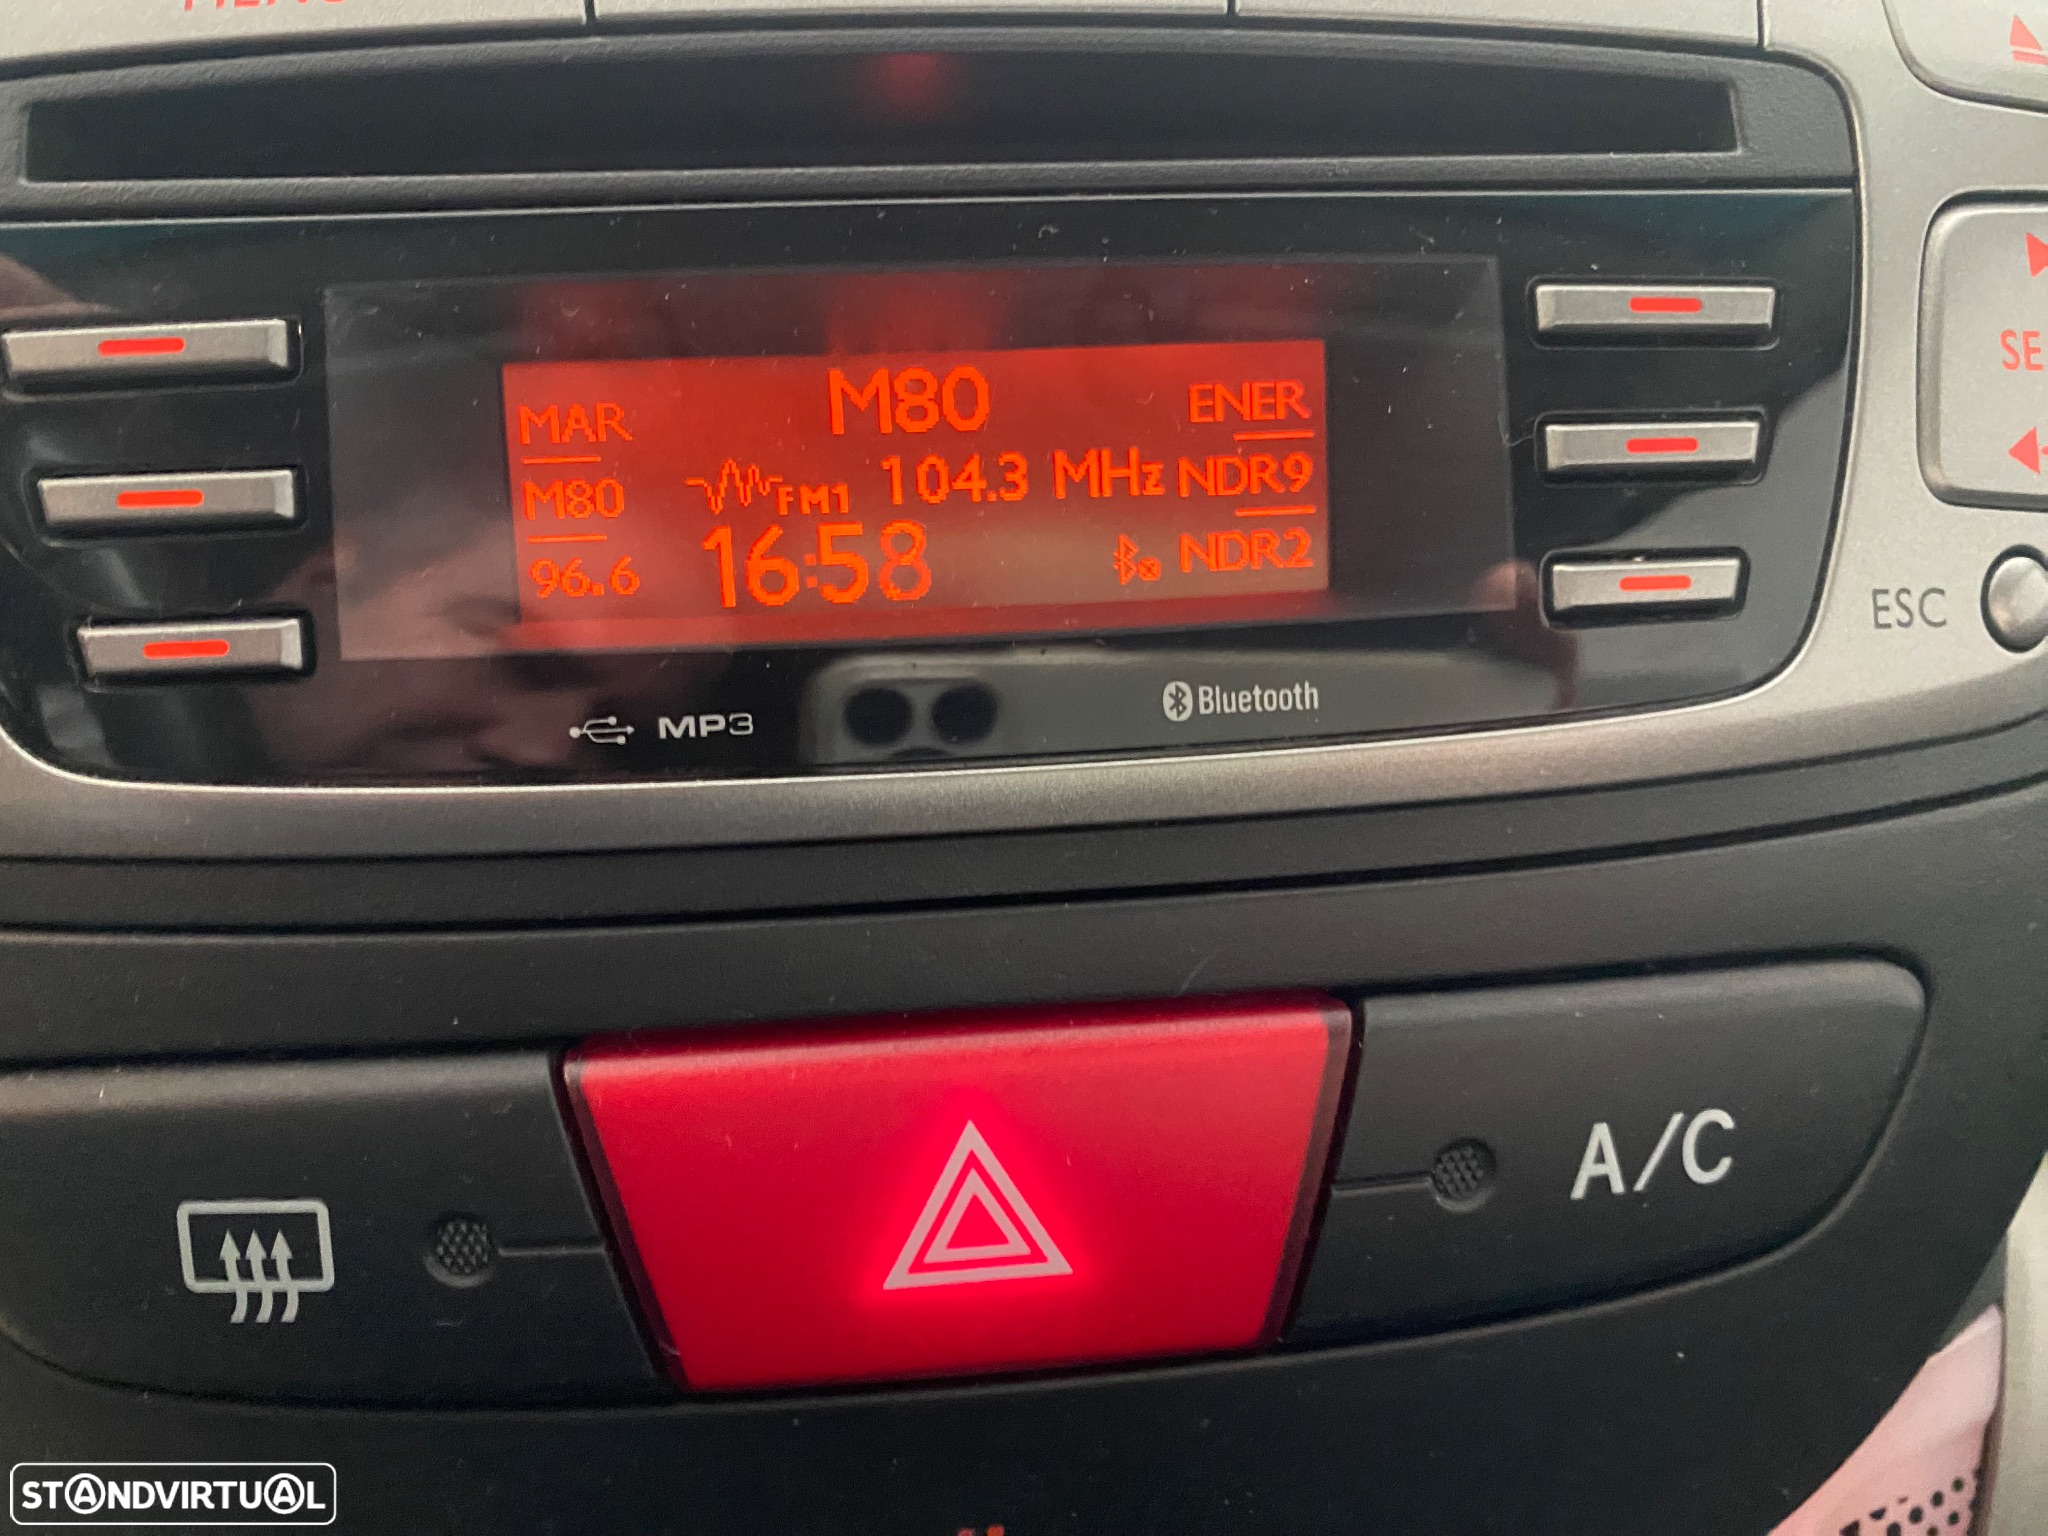 MENU
M80
MAR
ENER
FM1 104.3 MHz
M80
NDR9
16:58
96.6
NDR2
SE
ESC
MP3
Bluetooth
A/C
STANDVIRTUAL